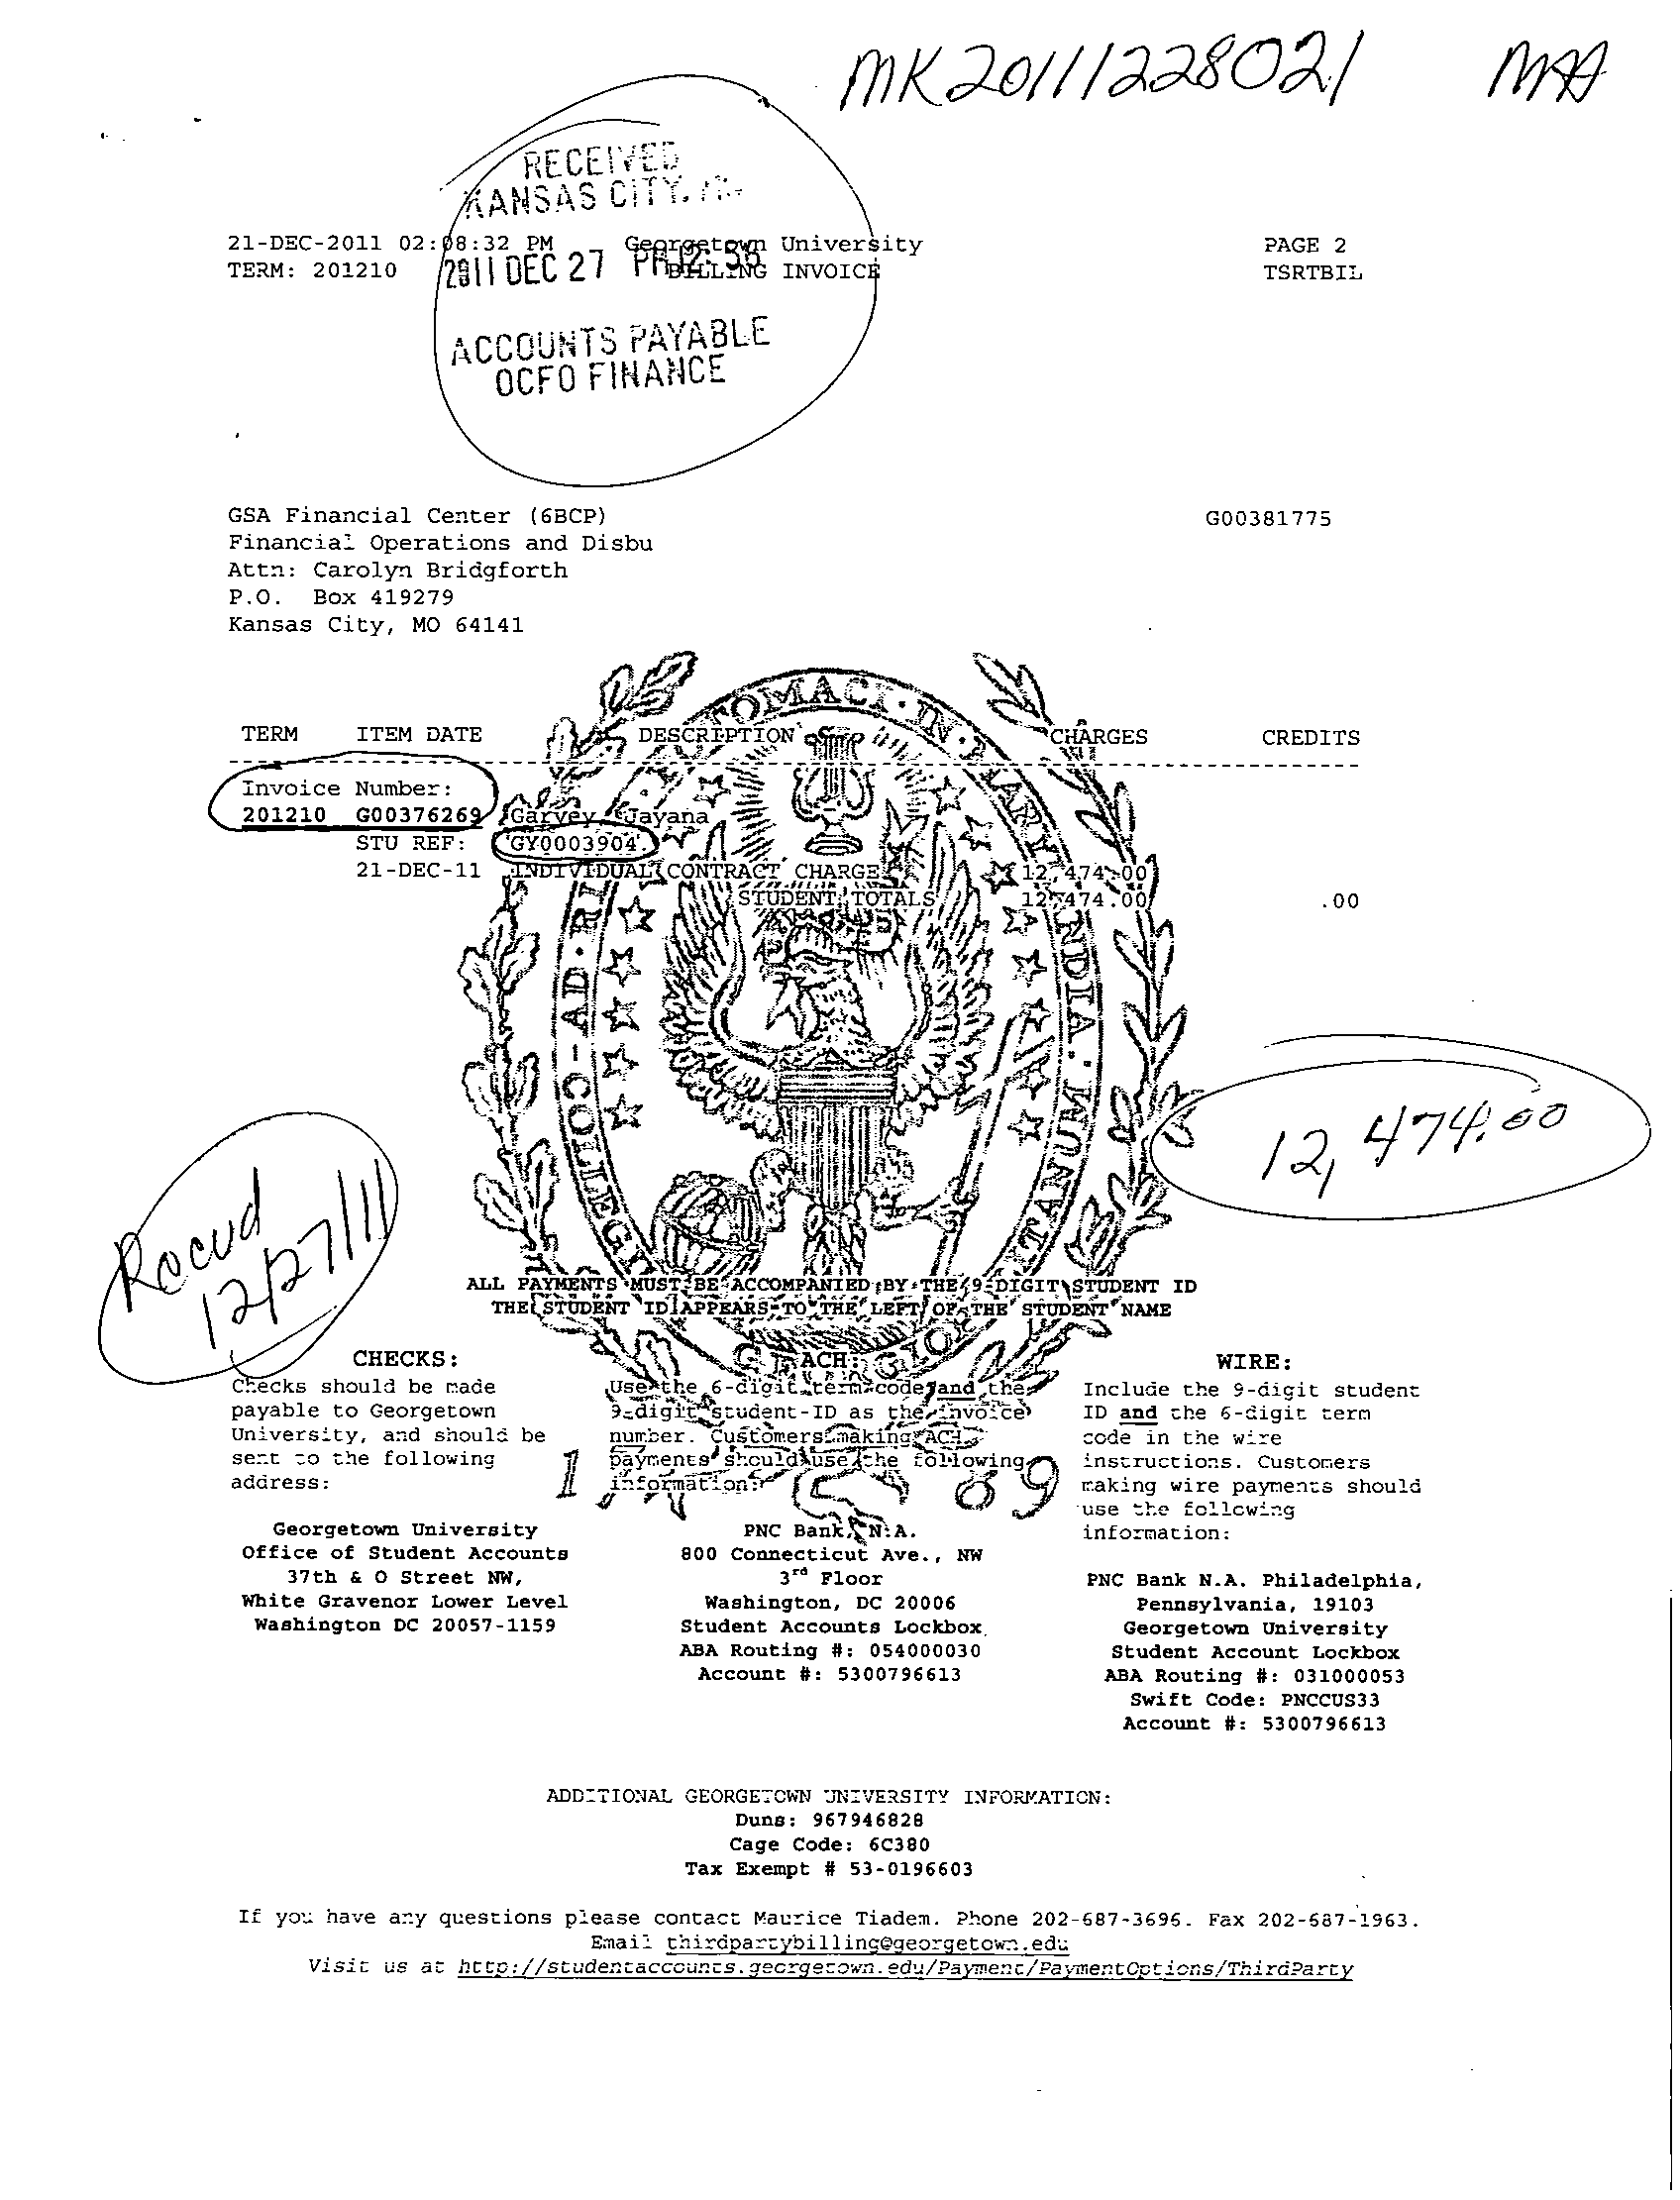 MK2011122802 1 MAA
RECEIVED
KANSAS CITY,
21-DEC-2011 02:08:32 PM Georgetown University PAGE 2
TERM: 201210 BILLING INVOICE TSRTBIL
2011 DEC 27 PM 12:58
ACCOUNTS PAYABLE
OCFO FINANCE
GSA Financial Center (6BCP) G00381775
Financial Operations and Disbu
Attn: Carolyn Bridgforth
P.O. Box 419279
Kansas City, MO 64141
TERM ITEM DATE DESCRIPTION CHARGES CREDITS
Invoice Number:
201210 G00376269 Garvey Jayana
STU REF: GY0003904
21-DEC-11 INDIVIDUAL CONTRACT CHARGE 12,474.00
STUDENT TOTALS 12,474.00 .00
12,474.00
Recvd
12/27/11
ALL PAYMENTS MUST BE ACCOMPANIED BY THE 9-DIGIT STUDENT ID
THE STUDENT ID APPEARS TO THE LEFT OF THE STUDENT NAME
CHECKS:
Checks should be made
payable to Georgetown
University, and should be
sent to the following
address:
Georgetown University
Office of Student Accounts
37th & O Street NW,
White Gravenor Lower Level
Washington DC 20057-1159
ACH:
Use the 6-digit term code and the
9-digit student-ID as the invoice
number. Customers making ACH
payments should use the following
information:
PNC Bank, N.A.
800 Connecticut Ave., NW
3rd Floor
Washington, DC 20006
Student Accounts Lockbox
ABA Routing #: 054000030
Account #: 5300796613
WIRE:
Include the 9-digit student
ID and the 6-digit term
code in the wire
instructions. Customers
making wire payments should
use the following
information:
PNC Bank N.A. Philadelphia,
Pennsylvania, 19103
Georgetown University
Student Account Lockbox
ABA Routing #: 031000053
Swift Code: PNCCUS33
Account #: 5300796613
ADDITIONAL GEORGETOWN UNIVERSITY INFORMATION:
Duns: 967946828
Cage Code: 6C380
Tax Exempt # 53-0196603
If you have any questions please contact Maurice Tiadem. Phone 202-687-3696. Fax 202-687-1963.
Email thirdpartybilling@georgetown.edu
Visit us at http://studentaccounts.georgetown.edu/Payment/PaymentOptions/ThirdParty